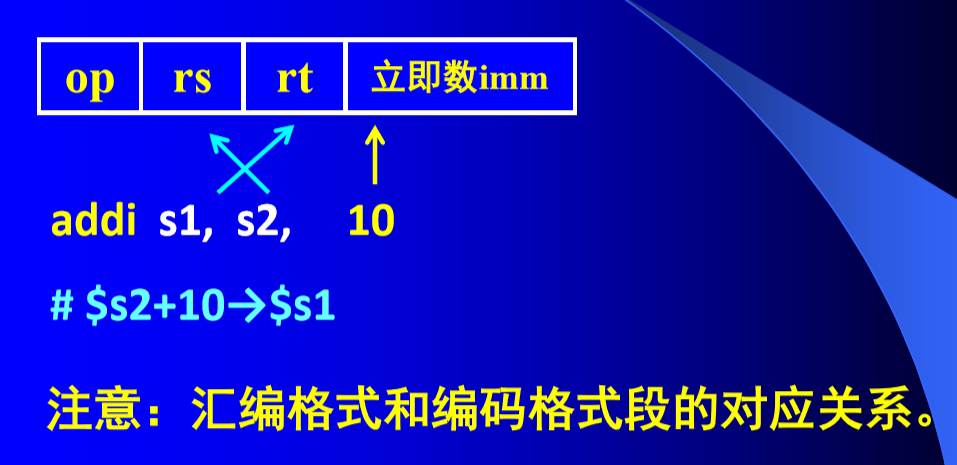 op rs rt 立即数imm
addi s1, s2, 10
# $s2+10→$s1
注意：汇编格式和编码格式段的对应关系。